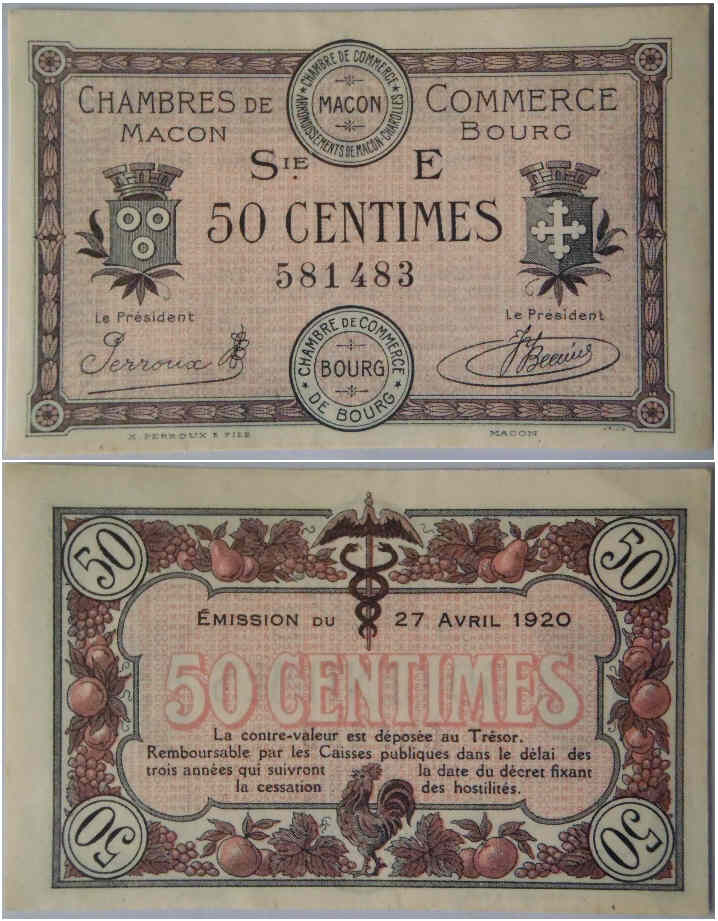 CHAMBRES DE COMMERCE
MACON BOURG
CHAMBRE DE COMMERCE
MACON
ARRONDISSEMENTS DE MACON-CHAROLLES
SIE. E
50 CENTIMES
581483
Le Président
Le Président
Perroux
CHAMBRE DE COMMERCE
BOURG
DE BOURG
X. PERROUX & FILS
MACON
50
50
ÉMISSION DU 27 AVRIL 1920
50 CENTIMES
La contre-valeur est déposée au Trésor.
Remboursable par les Caisses publiques dans le délai des
trois années qui suivront la date du décret fixant
la cessation des hostilités.
50
50